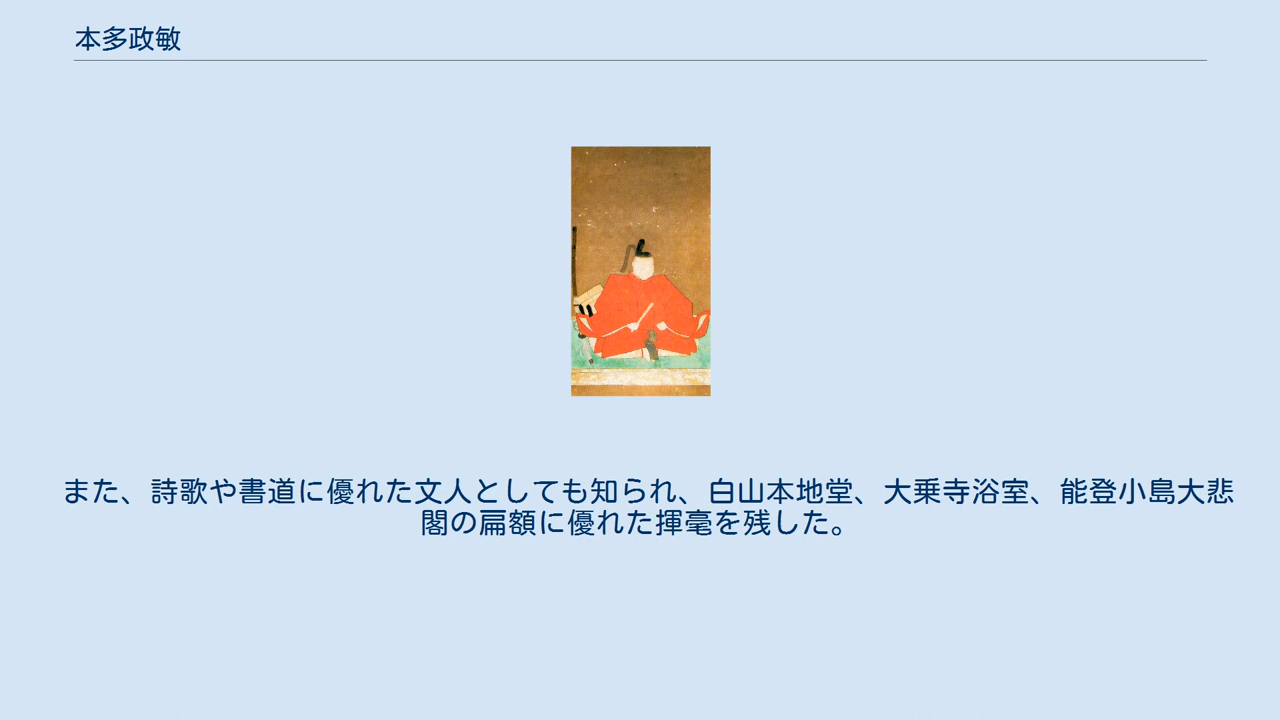 本多政敏
また、詩歌や書道に優れた文人としても知られ、白山本地堂、大乗寺浴室、能登小島大悲
閣の扁額に優れた揮毫を残した。